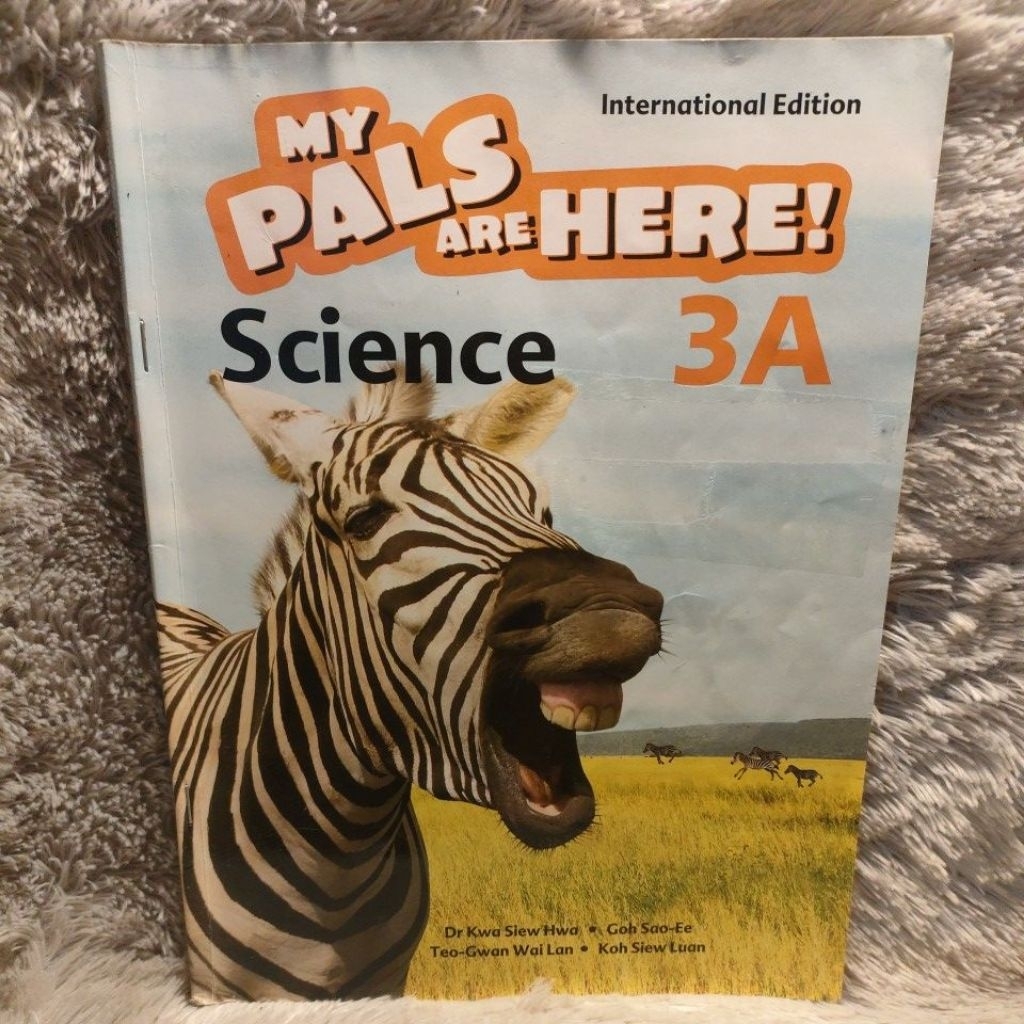 International Edition
MY
PALS
ARE HERE!
Science 3A
Dr Kwa Siew Hwa • Goh Sao-Ee
Teo-Gwan Wai Lan • Koh Siew Luan